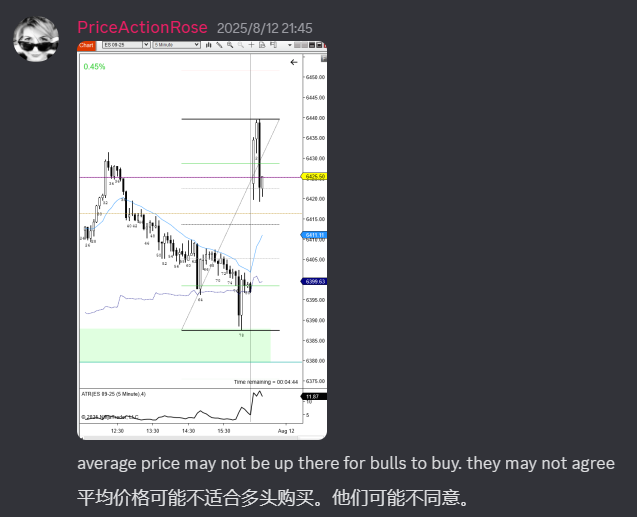 PriceActionRose 2025/8/12 21:45
Chart ES 09-25 5 Minute
0.45%
6450.00
6445.00
6440.00
6435.00
6430.00
6425.50
6420.00
6415.00
6411.11
6410.00
6405.00
6399.63
6395.00
6390.00
6385.00
6380.00
6375.00
Time remaining = 00:04:44
ATR(ES 09-25 (5 Minute),4)
11.87
10
5
© 2025 NinjaTrader, LLC
12:30 13:30 14:30 15:30 Aug 12
average price may not be up there for bulls to buy. they may not agree
平均价格可能不适合多头购买。他们可能不同意。